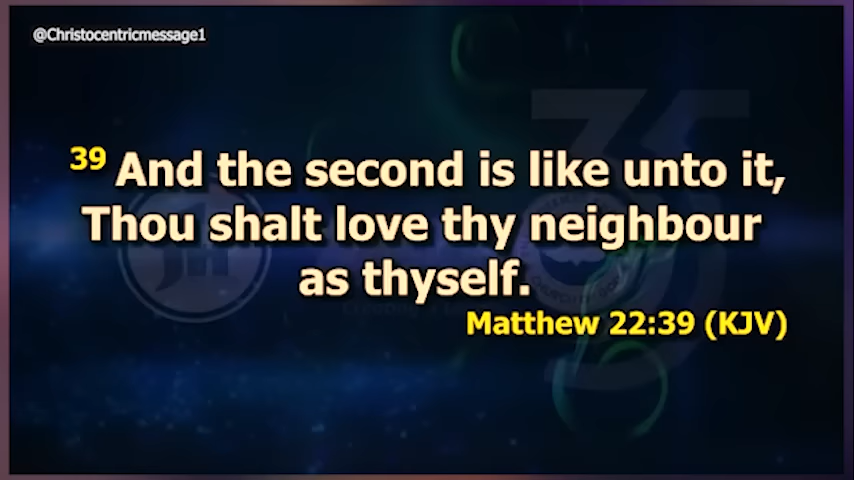 @Christocentricmessage1
39 And the second is like unto it,
Thou shalt love thy neighbour
as thyself.
Matthew 22:39 (KJV)